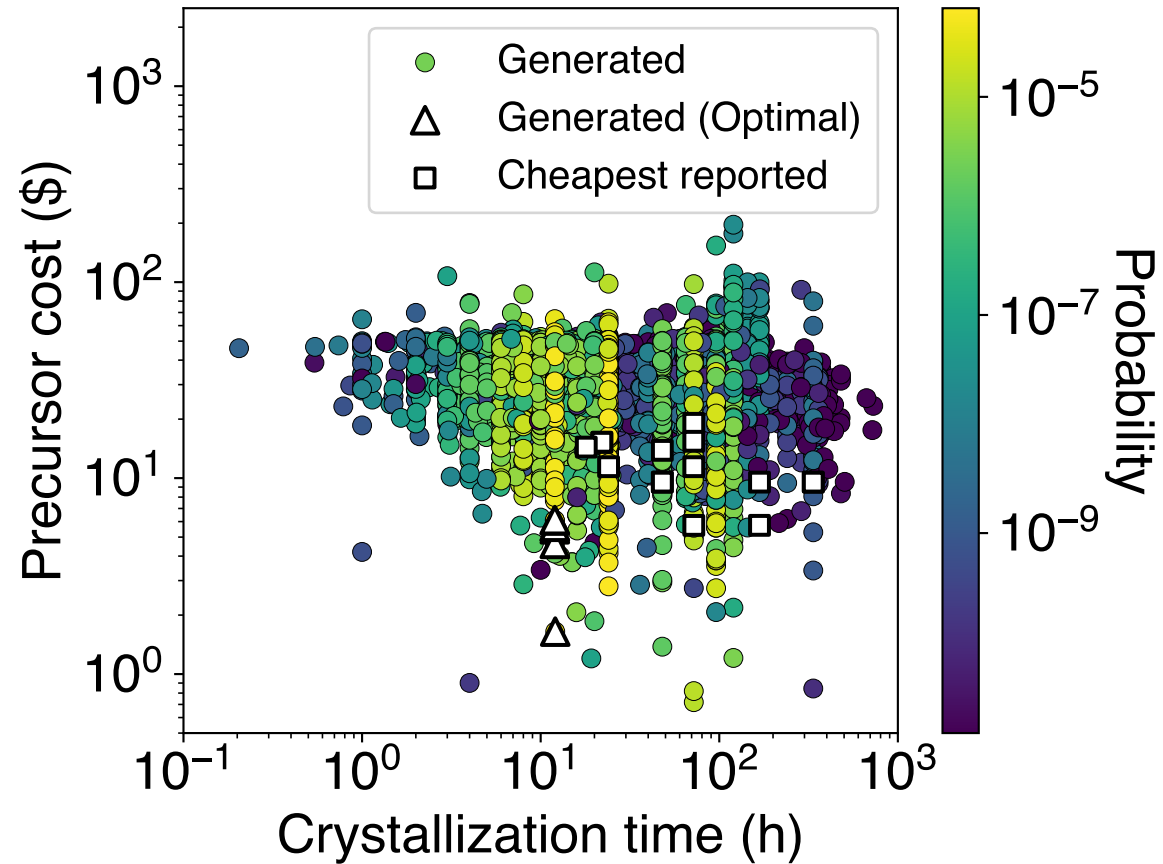 Generated
Generated (Optimal)
Cheapest reported
Precursor cost ($)
10³
10²
10¹
10⁰
10⁻¹ 10⁰ 10¹ 10² 10³
Crystallization time (h)
10⁻⁵
10⁻⁷
10⁻⁹
Probability